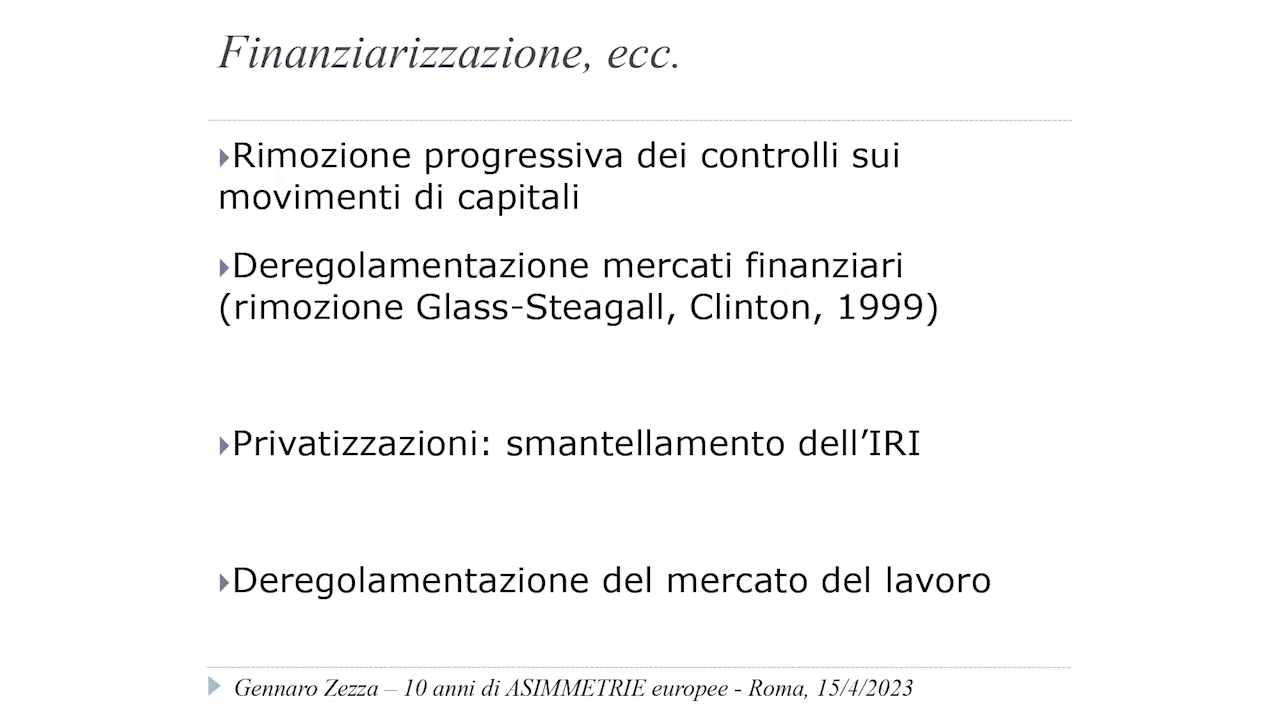 Finanziarizzazione, ecc.
Rimozione progressiva dei controlli sui
movimenti di capitali
Deregolamentazione mercati finanziari
(rimozione Glass-Steagall, Clinton, 1999)
Privatizzazioni: smantellamento dell’IRI
Deregolamentazione del mercato del lavoro
Gennaro Zezza – 10 anni di ASIMMETRIE europee - Roma, 15/4/2023